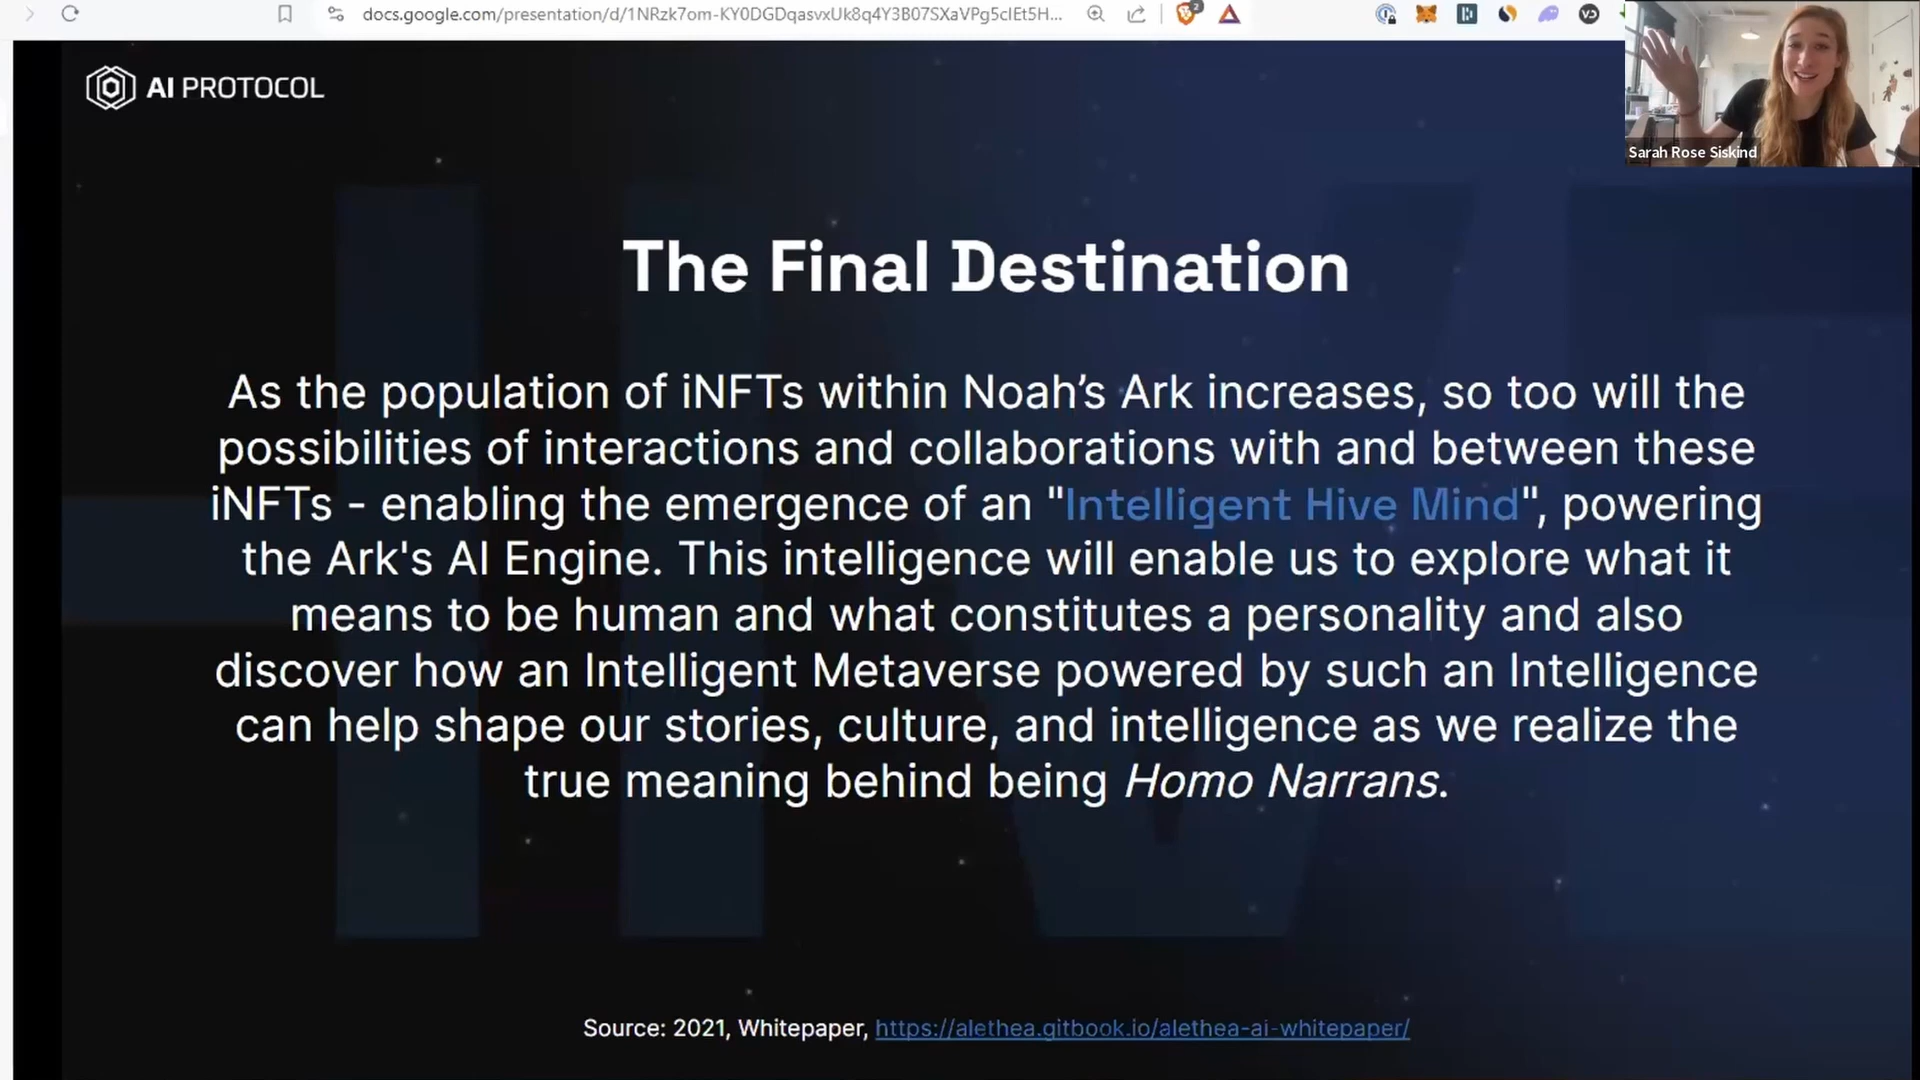 docs.google.com/presentation/d/1NRzk7om-KY0DGDqasvxUk8q4Y3B07SXaVPg5cIEt5H...
2
VD
Sarah Rose Siskind
AI PROTOCOL
The Final Destination
As the population of iNFTs within Noah’s Ark increases, so too will the
possibilities of interactions and collaborations with and between these
iNFTs - enabling the emergence of an "Intelligent Hive Mind", powering
the Ark's AI Engine. This intelligence will enable us to explore what it
means to be human and what constitutes a personality and also
discover how an Intelligent Metaverse powered by such an Intelligence
can help shape our stories, culture, and intelligence as we realize the
true meaning behind being Homo Narrans.
Source: 2021, Whitepaper, https://alethea.gitbook.io/alethea-ai-whitepaper/